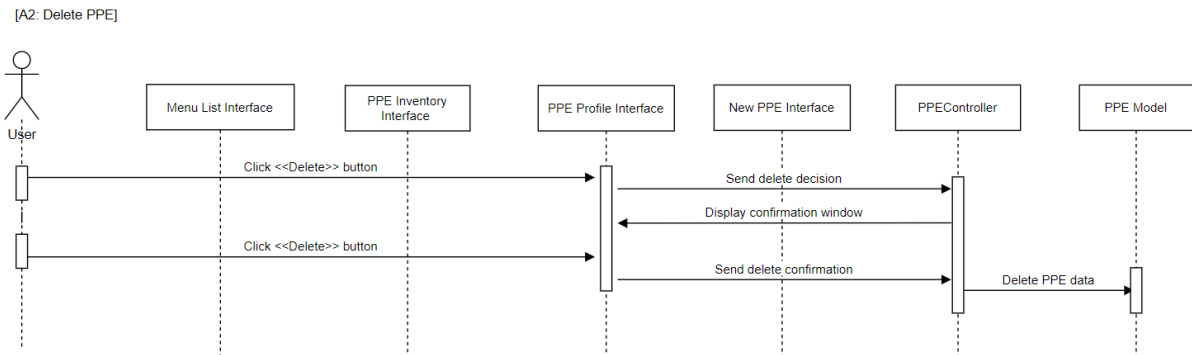 [A2: Delete PPE]
User
Menu List Interface
PPE Inventory
Interface
PPE Profile Interface
New PPE Interface
PPEController
PPE Model
Click <<Delete>> button
Send delete decision
Display confirmation window
Click <<Delete>> button
Send delete confirmation
Delete PPE data